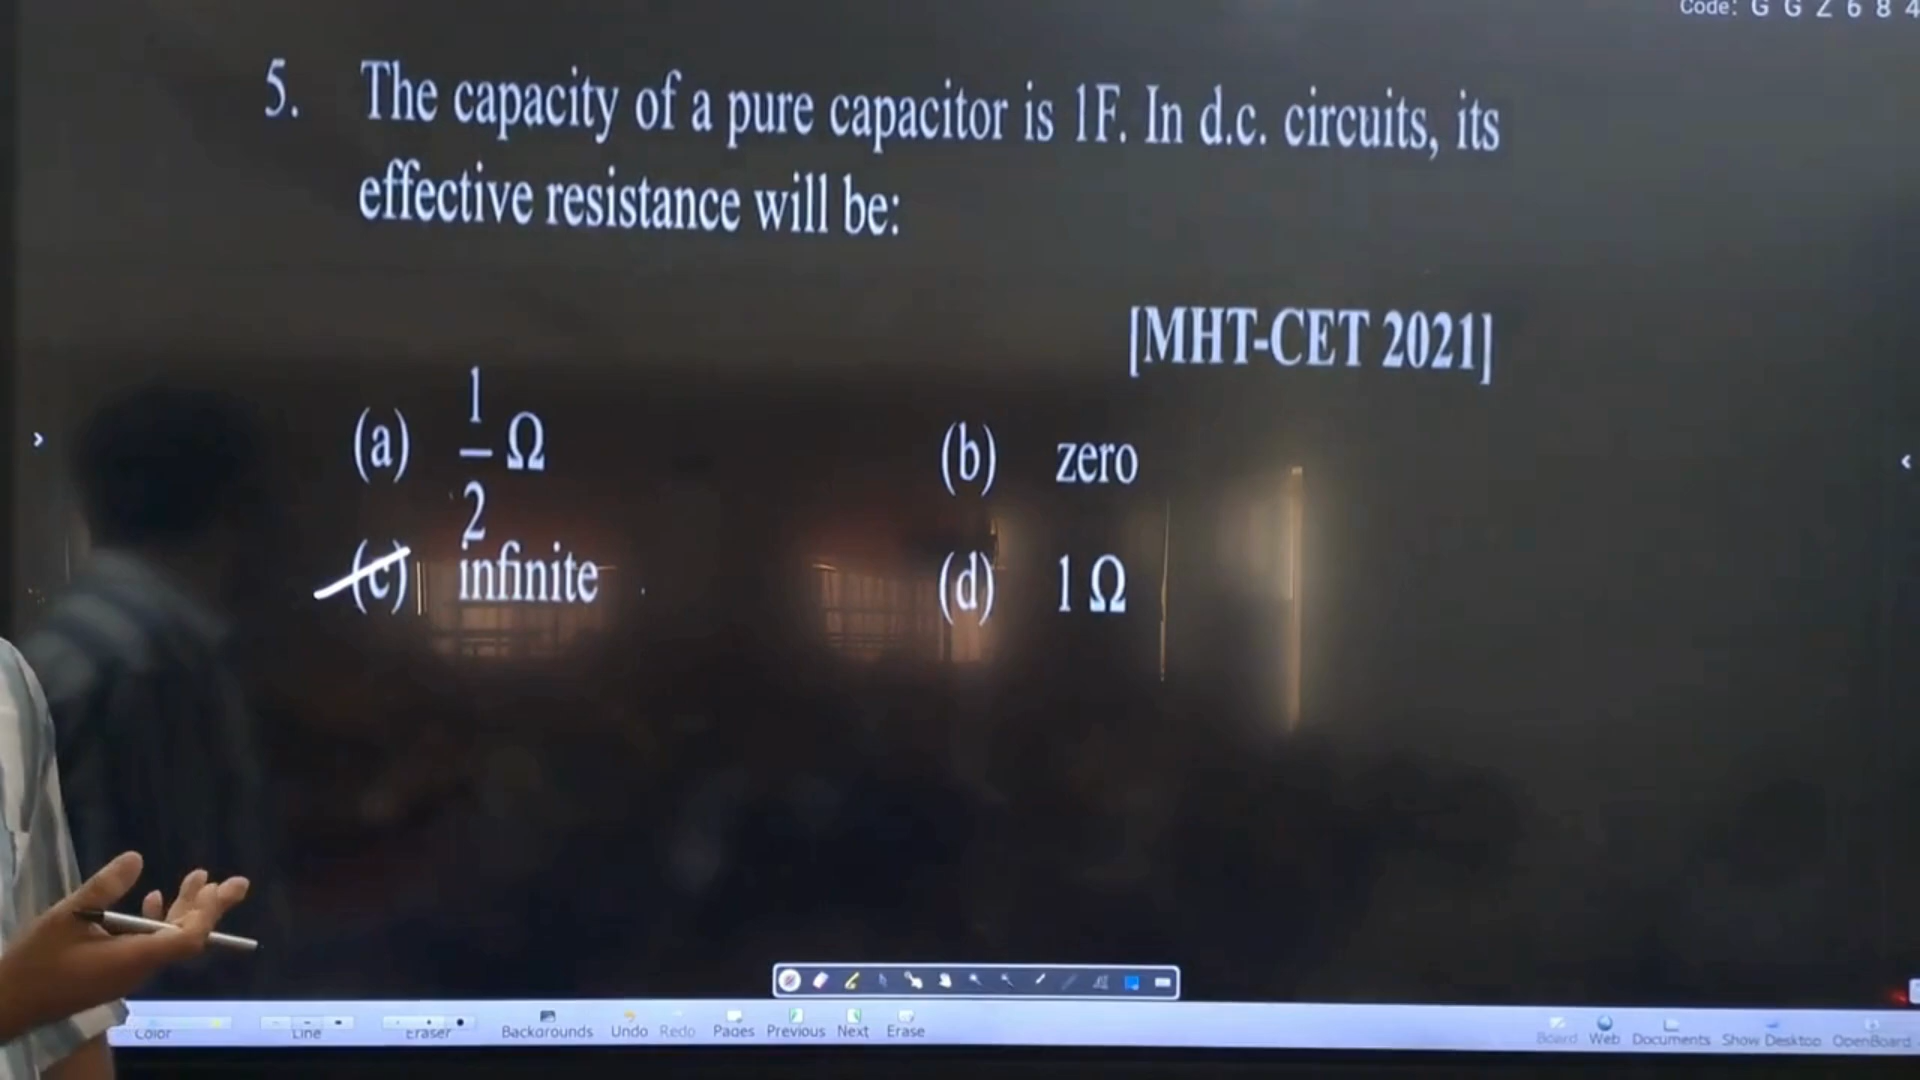 Code: G G Z 6 8 4
5. The capacity of a pure capacitor is 1F. In d.c. circuits, its
effective resistance will be:
[MHT-CET 2021]
(a) 1/2 Ω
(b) zero
(c) infinite
(d) 1 Ω
Color Line Eraser Backgrounds Undo Redo Pages Previous Next Erase Board Web Documents Show Desktop OpenBoard